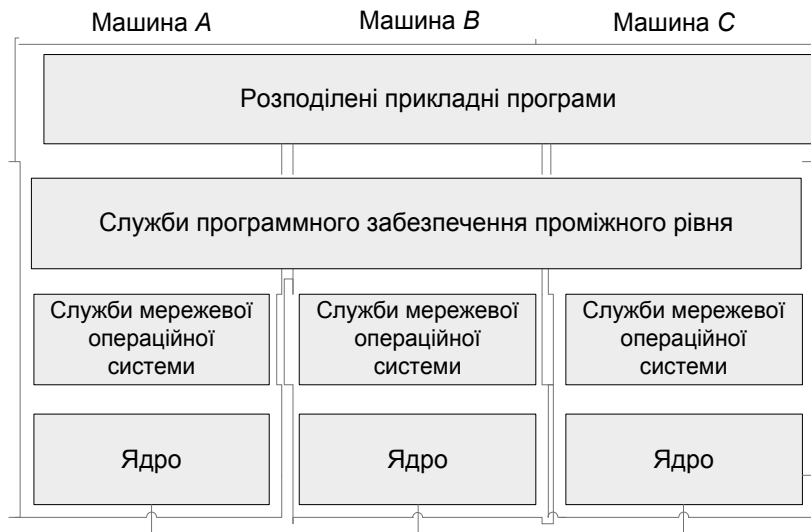 Машина A Машина B Машина C
Розподілені прикладні програми
Служби программного забезпечення проміжного рівня
Служби мережевої операційної системи
Служби мережевої операційної системи
Служби мережевої операційної системи
Ядро Ядро Ядро